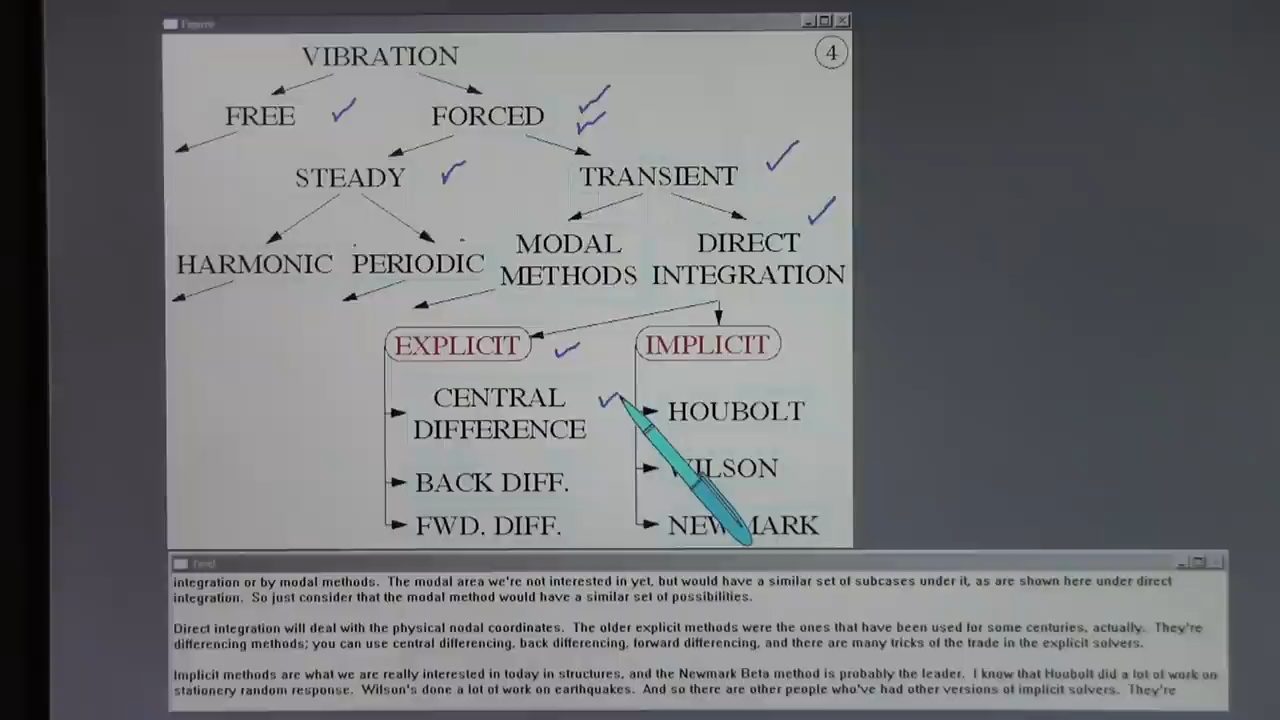 Figures
4
VIBRATION
FREE FORCED
STEADY TRANSIENT
MODAL DIRECT
HARMONIC PERIODIC METHODS INTEGRATION
EXPLICIT IMPLICIT
CENTRAL
DIFFERENCE HOUBOLT
BACK DIFF. WILSON
FWD. DIFF. NEWMARK
Text
integration or by modal methods. The modal area we're not interested in yet, but would have a similar set of subcases under it, as are shown here under direct
integration. So just consider that the modal method would have a similar set of possibilities.
Direct integration will deal with the physical nodal coordinates. The older explicit methods were the ones that have been used for some centuries, actually. They're
differencing methods; you can use central differencing, back differencing, forward differencing, and there are many tricks of the trade in the explicit solvers.
Implicit methods are what we are really interested in today in structures, and the Newmark Beta method is probably the leader. I know that Houbolt did a lot of work on
stationery random response. Wilson's done a lot of work on earthquakes. And so there are other people who've had other versions of implicit solvers. They're